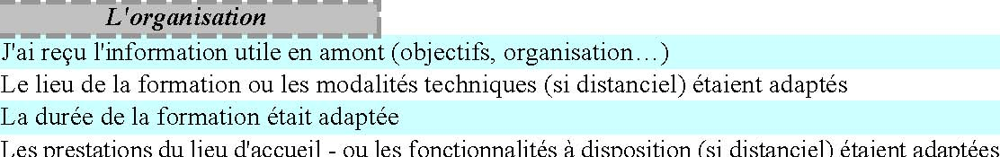 L'organisation
J'ai reçu l'information utile en amont (objectifs, organisation…)
Le lieu de la formation ou les modalités techniques (si distanciel) étaient adaptés
La durée de la formation était adaptée
Les prestations du lieu d'accueil - ou les fonctionnalités à disposition (si distanciel) étaient adaptées